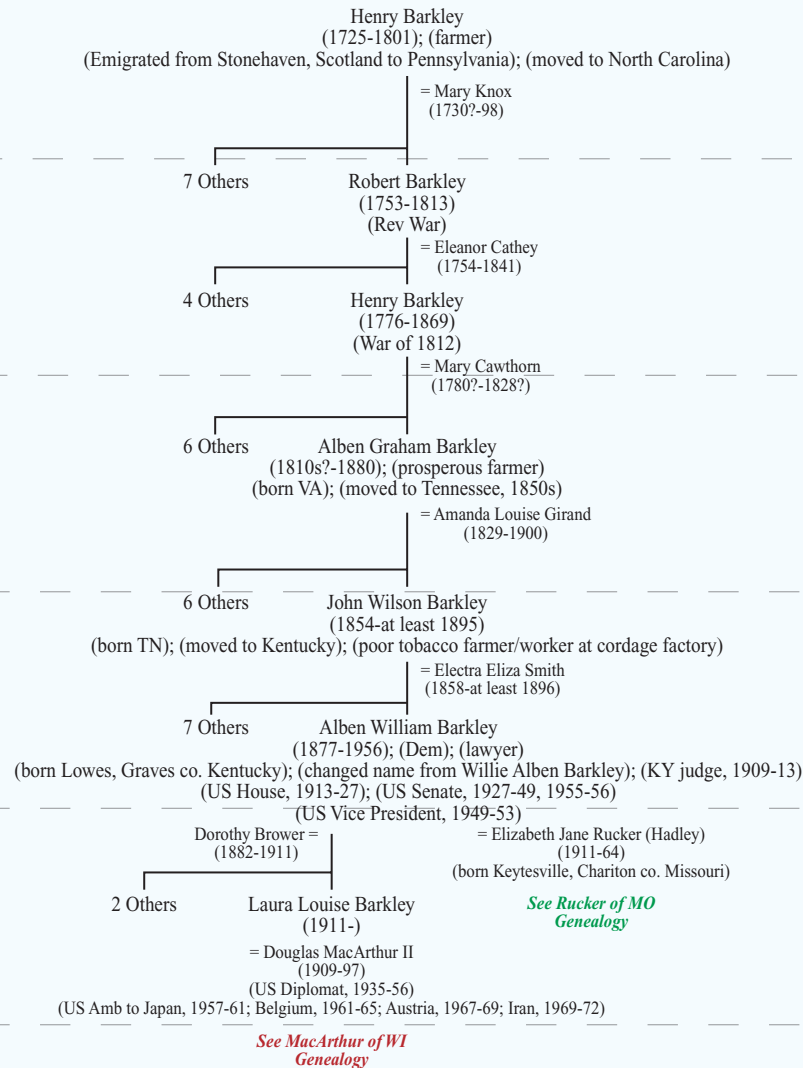 Henry Barkley
(1725-1801); (farmer)
(Emigrated from Stonehaven, Scotland to Pennsylvania); (moved to North Carolina)
= Mary Knox
(1730?-98)
7 Others
Robert Barkley
(1753-1813)
(Rev War)
= Eleanor Cathey
(1754-1841)
4 Others
Henry Barkley
(1776-1869)
(War of 1812)
= Mary Cawthorn
(1780?-1828?)
6 Others
Alben Graham Barkley
(1810s?-1880); (prosperous farmer)
(born VA); (moved to Tennessee, 1850s)
= Amanda Louise Girand
(1829-1900)
6 Others
John Wilson Barkley
(1854-at least 1895)
(born TN); (moved to Kentucky); (poor tobacco farmer/worker at cordage factory)
= Electra Eliza Smith
(1858-at least 1896)
7 Others
Alben William Barkley
(1877-1956); (Dem); (lawyer)
(born Lowes, Graves co. Kentucky); (changed name from Willie Alben Barkley); (KY judge, 1909-13)
(US House, 1913-27); (US Senate, 1927-49, 1955-56)
(US Vice President, 1949-53)
Dorothy Brower =
(1882-1911)
= Elizabeth Jane Rucker (Hadley)
(1911-64)
(born Keytesville, Chariton co. Missouri)
2 Others
Laura Louise Barkley
(1911-)
See Rucker of MO
Genealogy
= Douglas MacArthur II
(1909-97)
(US Diplomat, 1935-56)
(US Amb to Japan, 1957-61; Belgium, 1961-65; Austria, 1967-69; Iran, 1969-72)
See MacArthur of WI
Genealogy